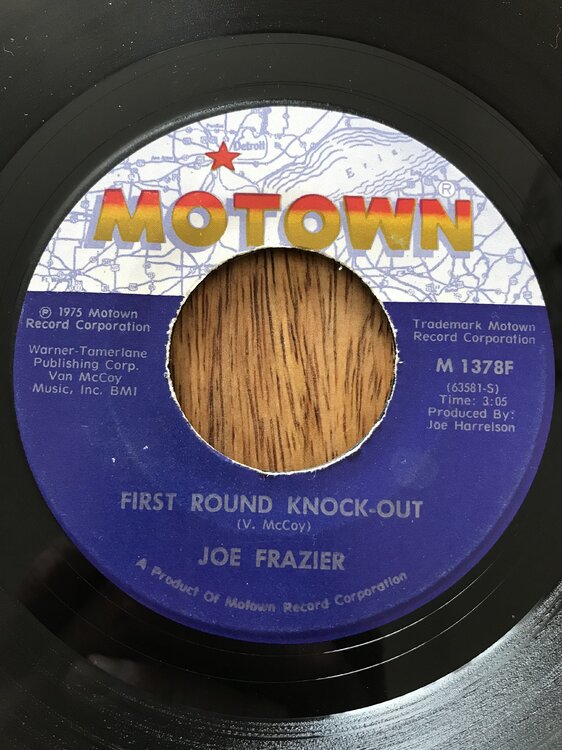 Detroit
Erie
MOTOWN®
℗ 1975 Motown
Record Corporation
Warner-Tamerlane
Publishing Corp.
Van McCoy
Music, Inc. BMI
Trademark Motown
Record Corporation
M 1378F
(63581-S)
Time: 3:05
Produced By:
Joe Harrelson
FIRST ROUND KNOCK-OUT
(V. McCoy)
JOE FRAZIER
A Product Of Motown Record Corporation